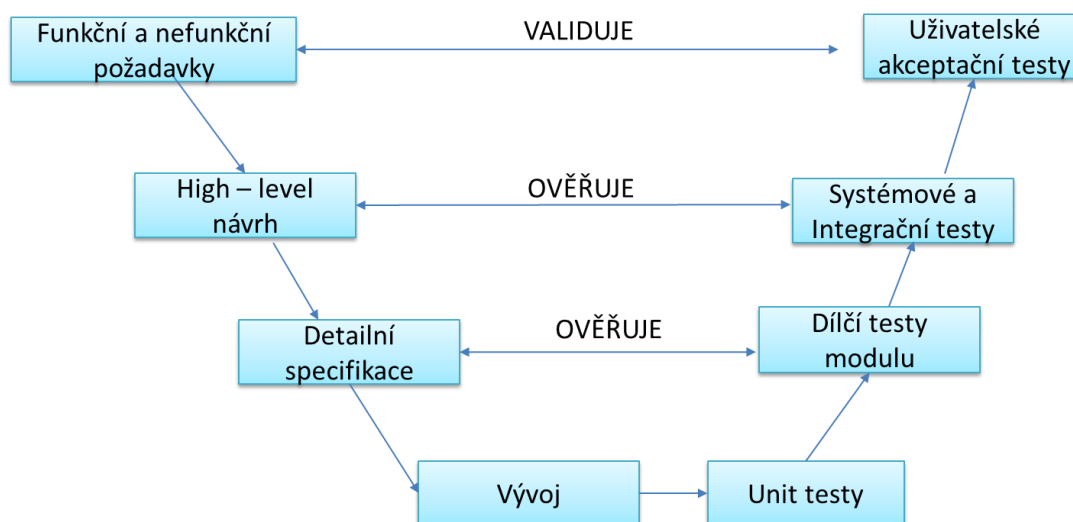 Funkční a nefunkční
požadavky
VALIDUJE
Uživatelské
akceptační testy
High – level
návrh
OVĚŘUJE
Systémové a
Integrační testy
Detailní
specifikace
OVĚŘUJE
Dílčí testy
modulu
Vývoj
Unit testy